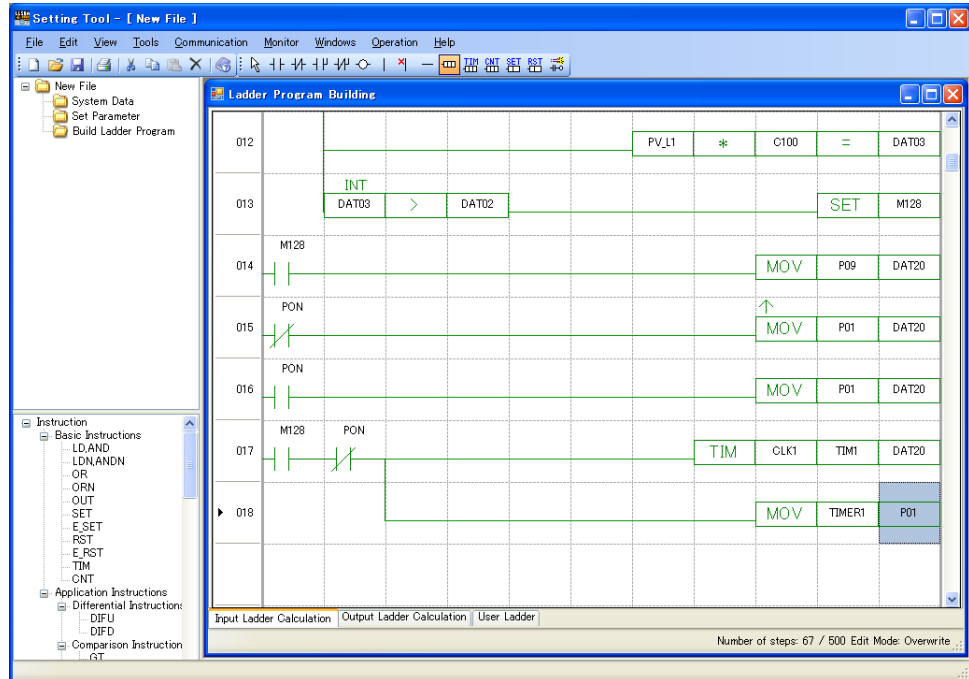 Setting Tool - [ New File ]
File Edit View Tools Communication Monitor Windows Operation Help
TIM CNT SET RST
New File
System Data
Set Parameter
Build Ladder Program
Instruction
Basic Instructions
LD,AND
LDN,ANDN
OR
ORN
OUT
SET
E_SET
RST
E_RST
TIM
CNT
Application Instructions
Differential Instructions
DIFU
DIFD
Comparison Instruction
GT
Ladder Program Building
012 PV_L1 * C100 = DAT03
INT
013 DAT03 > DAT02 SET M128
M128
014 MOV P09 DAT20
PON
015 MOV P01 DAT20
PON
016 MOV P01 DAT20
M128 PON
017 TIM CLK1 TIM1 DAT20
018 MOV TIMER1 P01
Input Ladder Calculation Output Ladder Calculation User Ladder
Number of steps: 67 / 500 Edit Mode: Overwrite